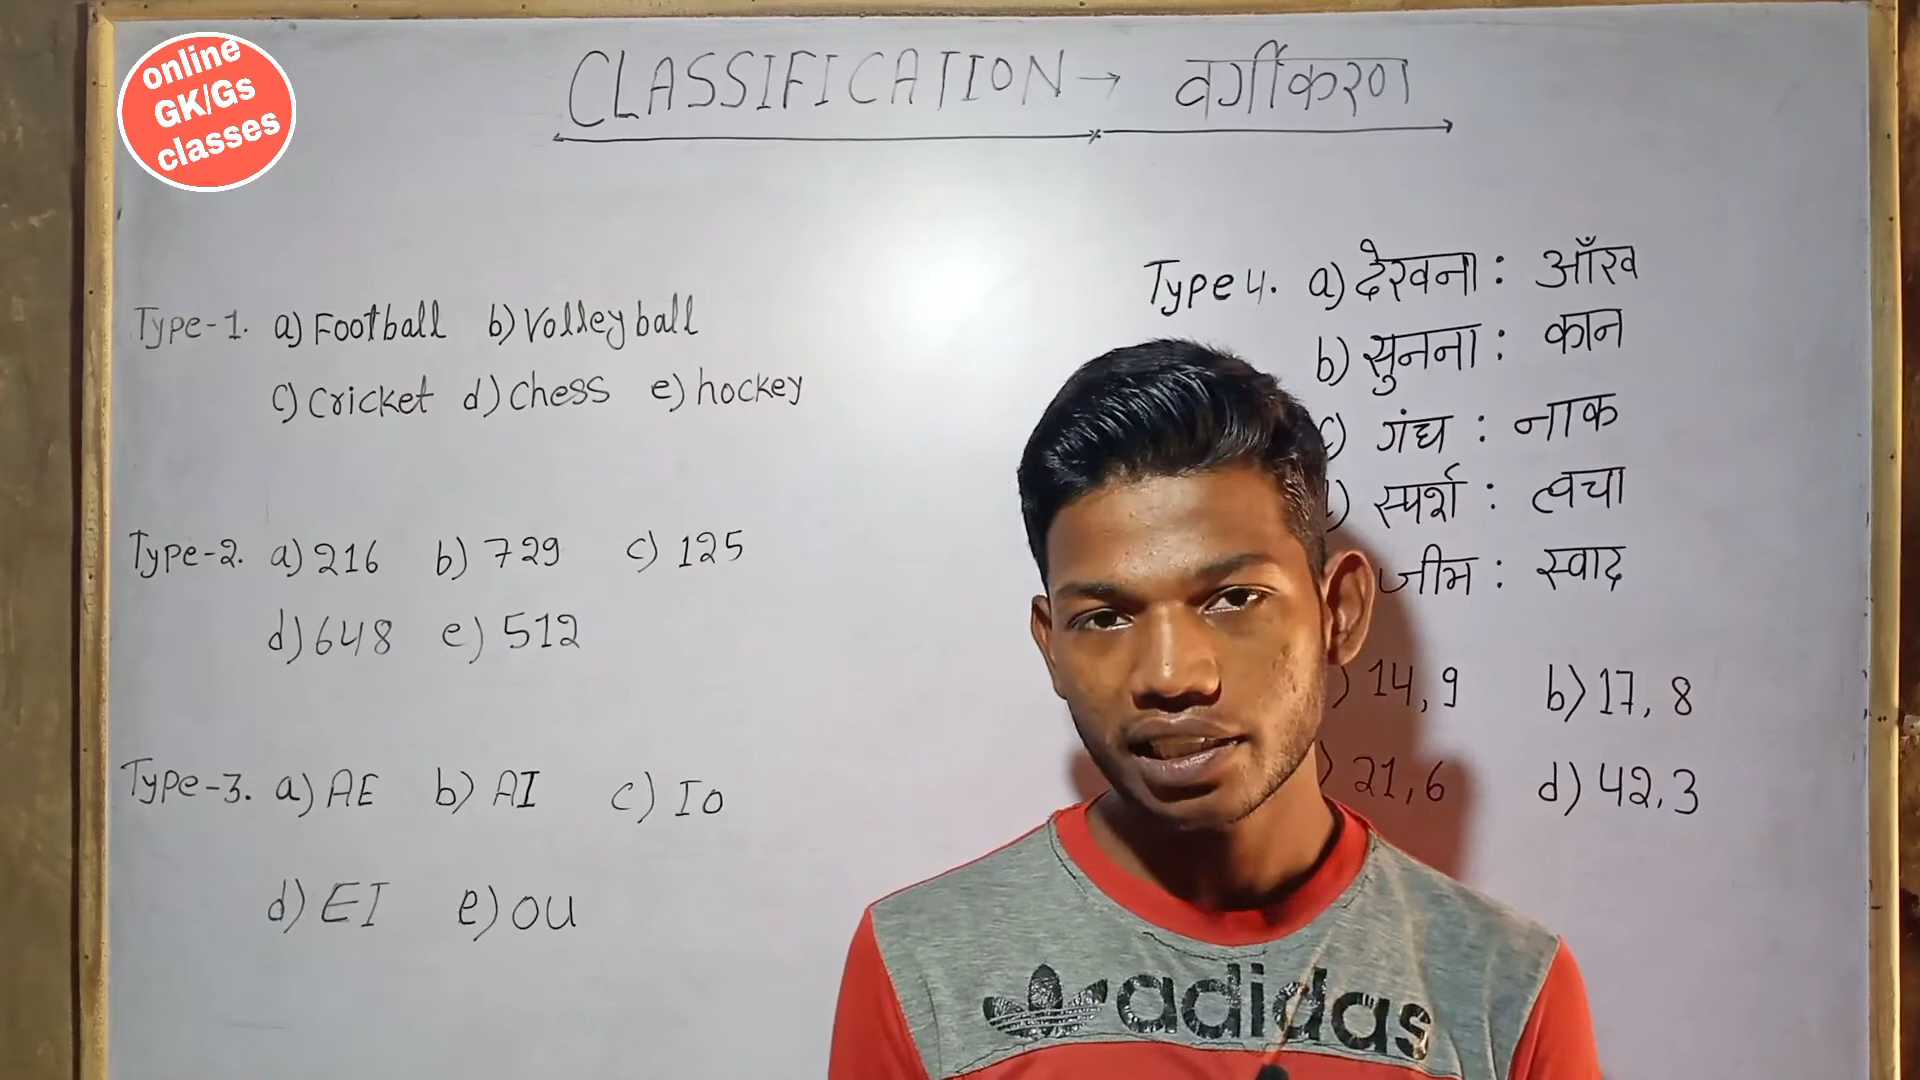 online
GK/Gs
classes
CLASSIFICATION → वर्गीकरण
Type-1. a) Football b) Volleyball
c) Cricket d) Chess e) hockey
Type-2. a) 216 b) 729 c) 125
d) 648 e) 512
Type-3. a) AE b) AI c) IO
d) EI e) OU
Type 4. a) देखना : आँख
b) सुनना : कान
c) गंध : नाक
) स्पर्श : त्वचा
जीभ : स्वाद
) 14, 9 b) 17, 8
) 21, 6 d) 42, 3
adidas